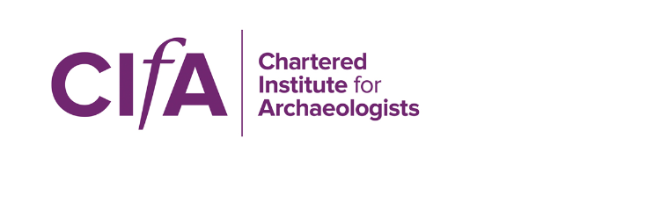 CIfA
Chartered
Institute for
Archaeologists